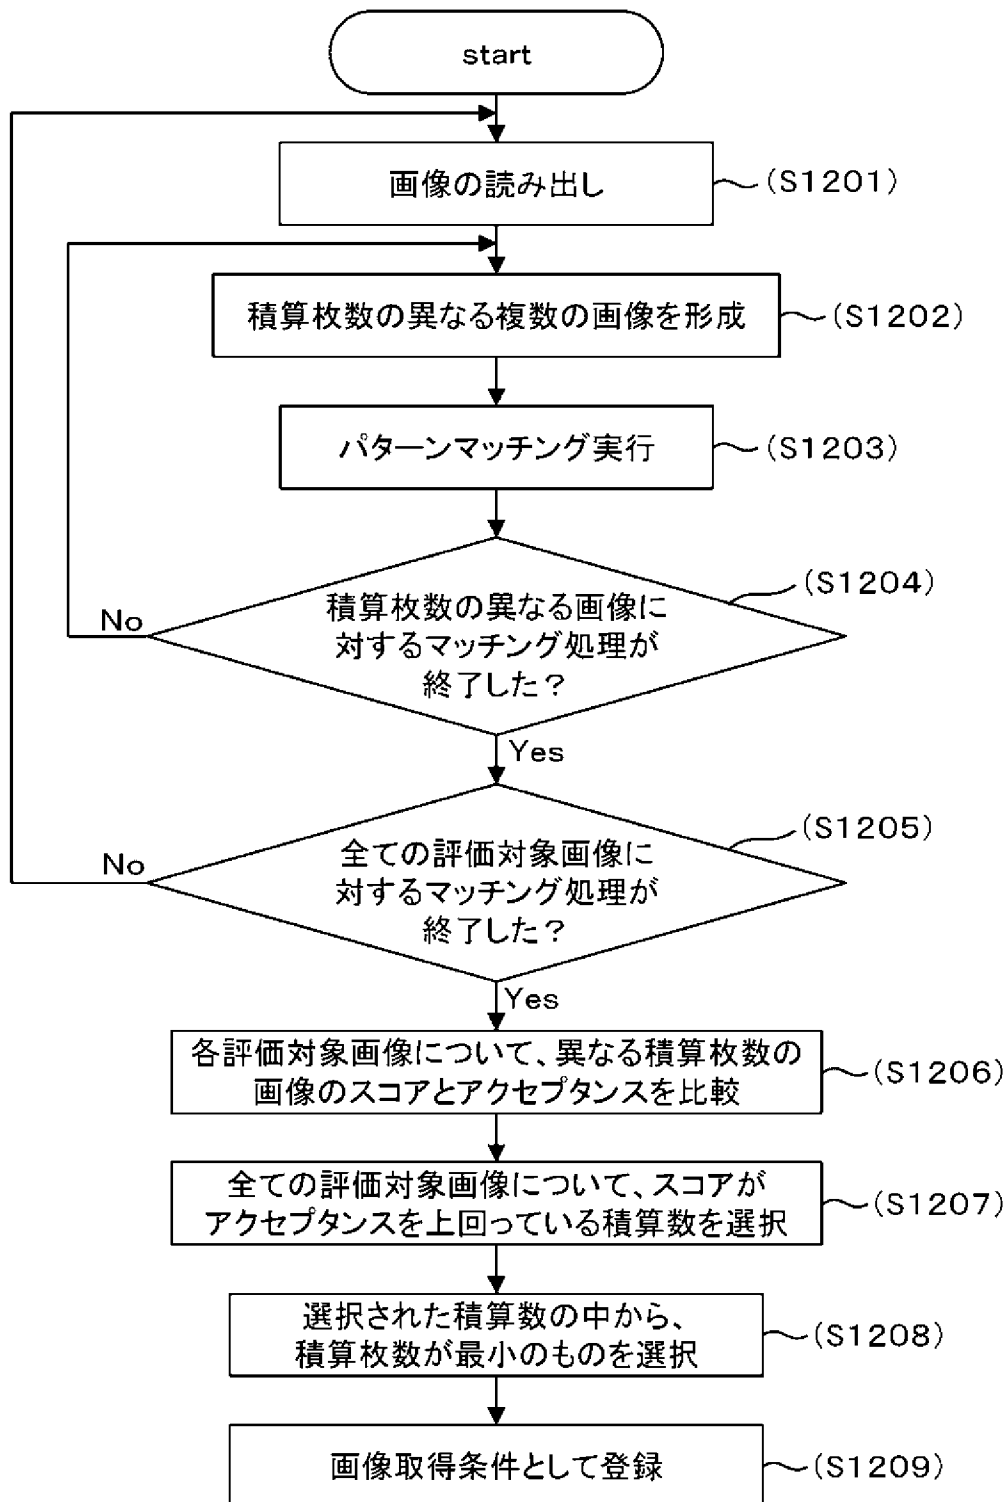 start
画像の読み出し
(S1201)
積算枚数の異なる複数の画像を形成
(S1202)
パターンマッチング実行
(S1203)
積算枚数の異なる画像に
対するマッチング処理が
終了した？
(S1204)
No
Yes
全ての評価対象画像に
対するマッチング処理が
終了した？
(S1205)
No
Yes
各評価対象画像について、異なる積算枚数の
画像のスコアとアクセプタンスを比較
(S1206)
全ての評価対象画像について、スコアが
アクセプタンスを上回っている積算数を選択
(S1207)
選択された積算数の中から、
積算枚数が最小のものを選択
(S1208)
画像取得条件として登録
(S1209)